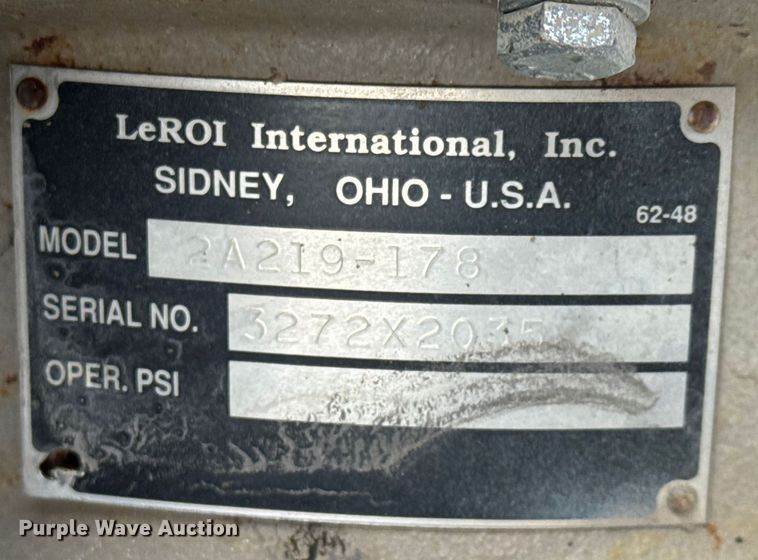 LeROI International, Inc.
SIDNEY, OHIO - U.S.A.
62-48
MODEL 2A219-178
SERIAL NO. 3272X2035
OPER. PSI
Purple Wave Auction